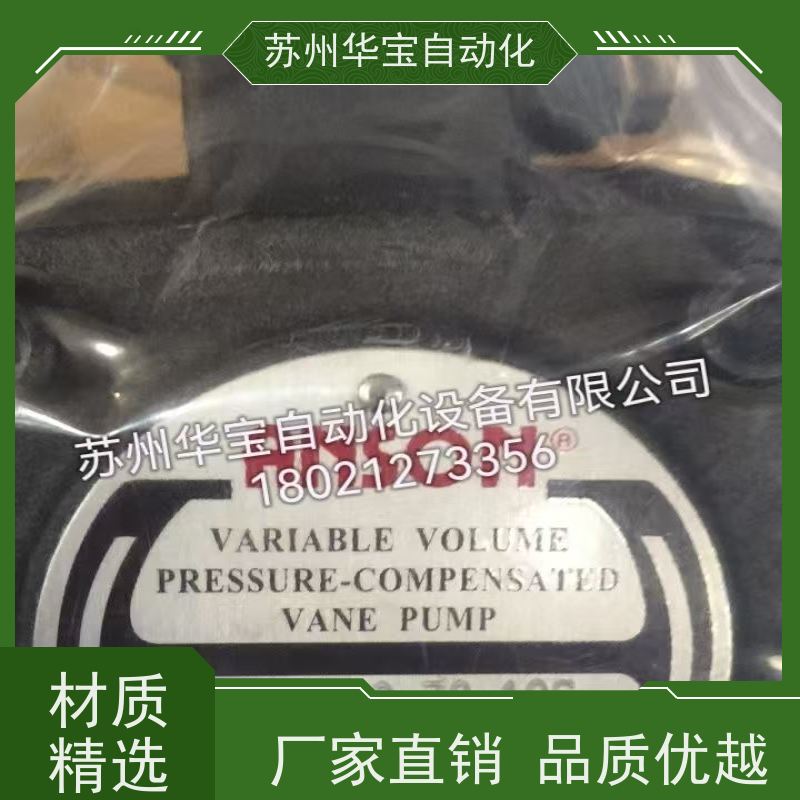 苏州华宝自动化
苏州华宝自动化设备有限公司
ANSON®
18021273356
VARIABLE VOLUME
PRESSURE-COMPENSATED
VANE PUMP
材质
精选
厂家直销 品质优越